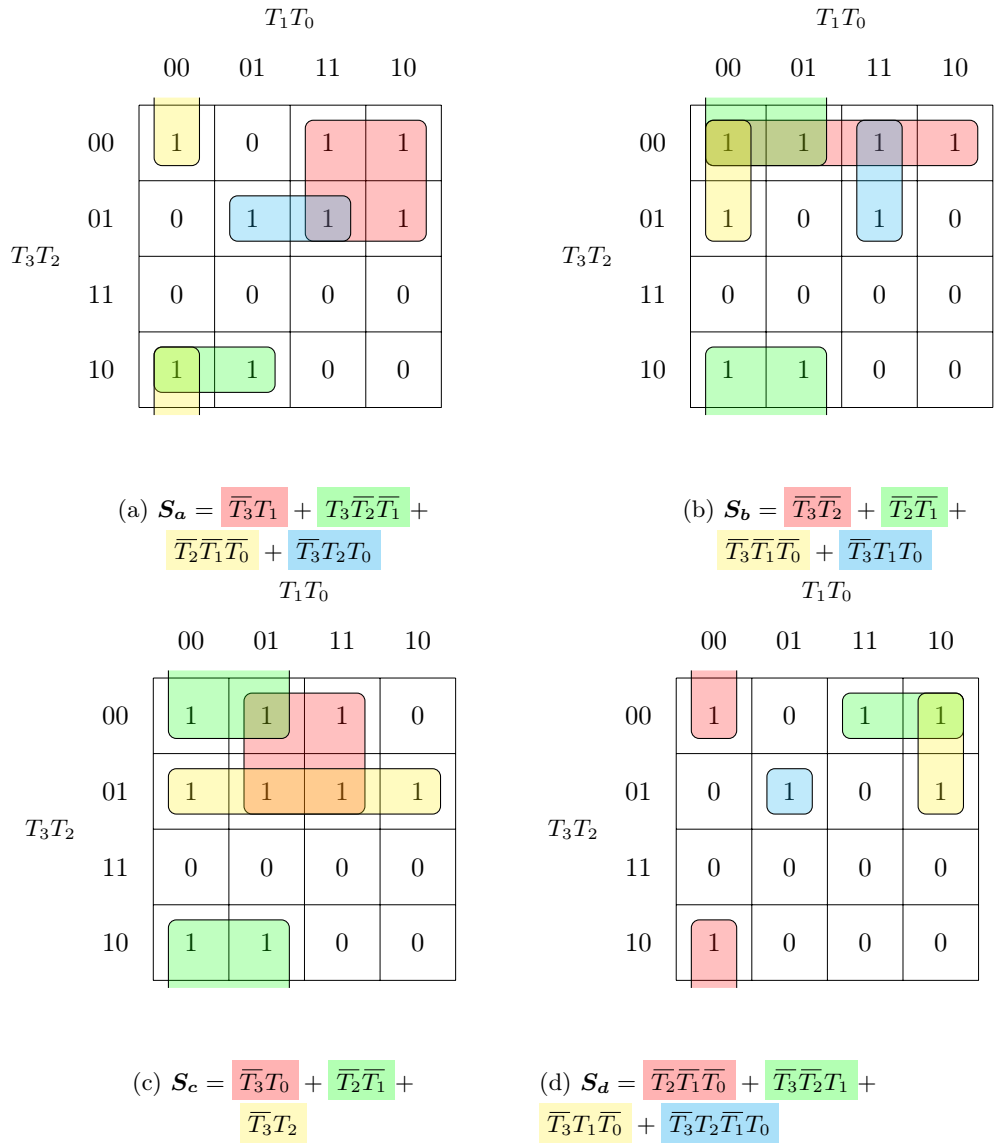 T₁T₀
00 01 11 10
00 1 0 1 1
01 0 1 1 1
T₃T₂
11 0 0 0 0
10 1 1 0 0
(a) Sₐ = T̅₃T₁ + T₃T̅₂T̅₁ +
T̅₂T̅₁T̅₀ + T̅₃T₂T₀
T₁T₀
00 01 11 10
00 1 1 1 1
01 1 0 1 0
T₃T₂
11 0 0 0 0
10 1 1 0 0
(b) S_b = T̅₃T̅₂ + T̅₂T̅₁ +
T̅₃T̅₁T̅₀ + T̅₃T₁T₀
T₁T₀
00 01 11 10
00 1 1 1 0
01 1 1 1 1
T₃T₂
11 0 0 0 0
10 1 1 0 0
(c) S_c = T̅₃T₀ + T̅₂T̅₁ +
T̅₃T₂
T₁T₀
00 01 11 10
00 1 0 1 1
01 0 1 0 1
T₃T₂
11 0 0 0 0
10 1 0 0 0
(d) S_d = T̅₂T̅₁T̅₀ + T̅₃T̅₂T₁ +
T̅₃T₁T̅₀ + T̅₃T₂T̅₁T₀